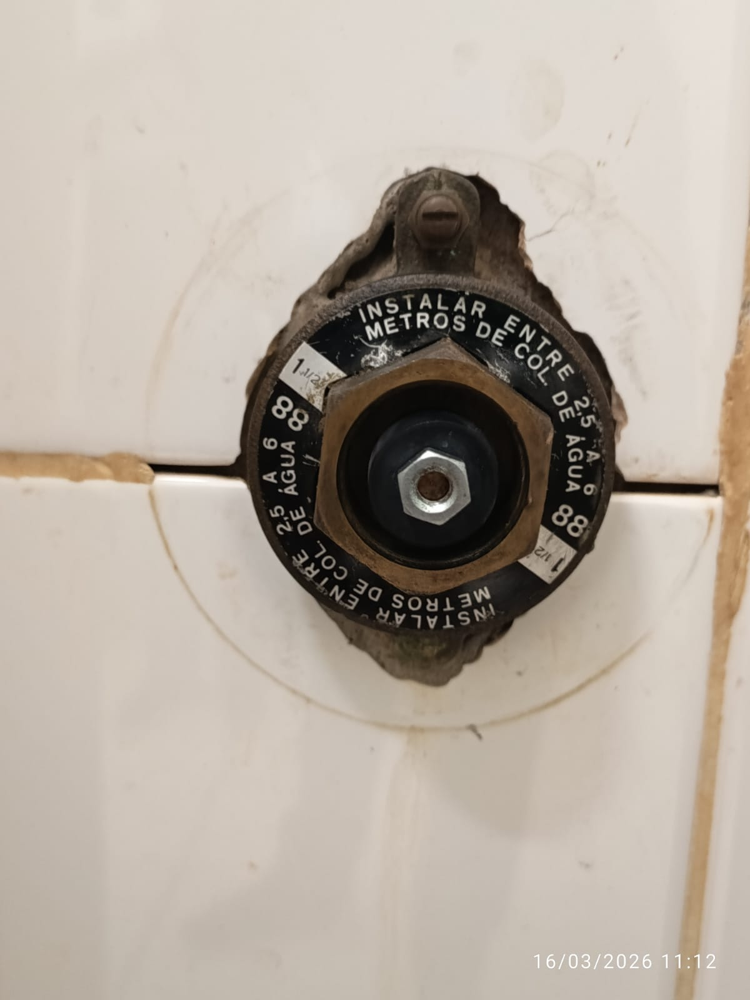 INSTALAR ENTRE 2,5 A 6
METROS DE COL. DE ÁGUA
88
1 1/2
INSTALAR ENTRE 2,5 A 6
METROS DE COL. DE ÁGUA
88
1 1/2
16/03/2026 11:12